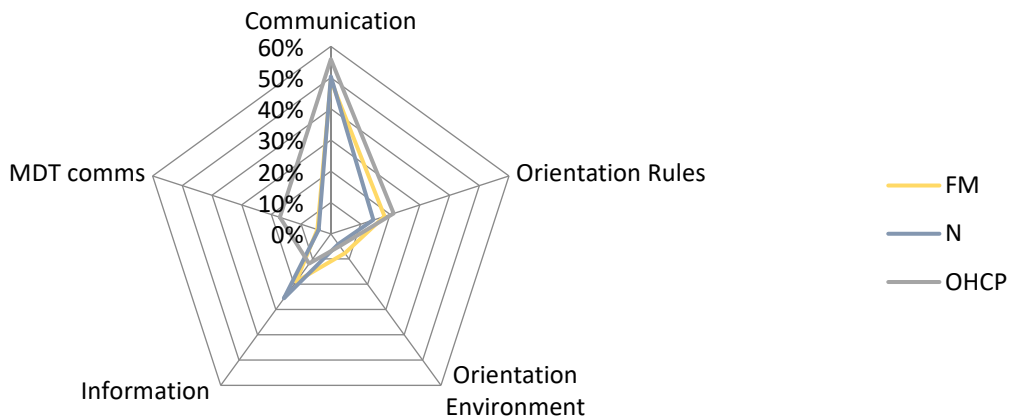 Communication
60%
50%
40%
30%
20%
10%
0%
MDT comms
Orientation Rules
Information
Orientation
Environment
FM
N
OHCP